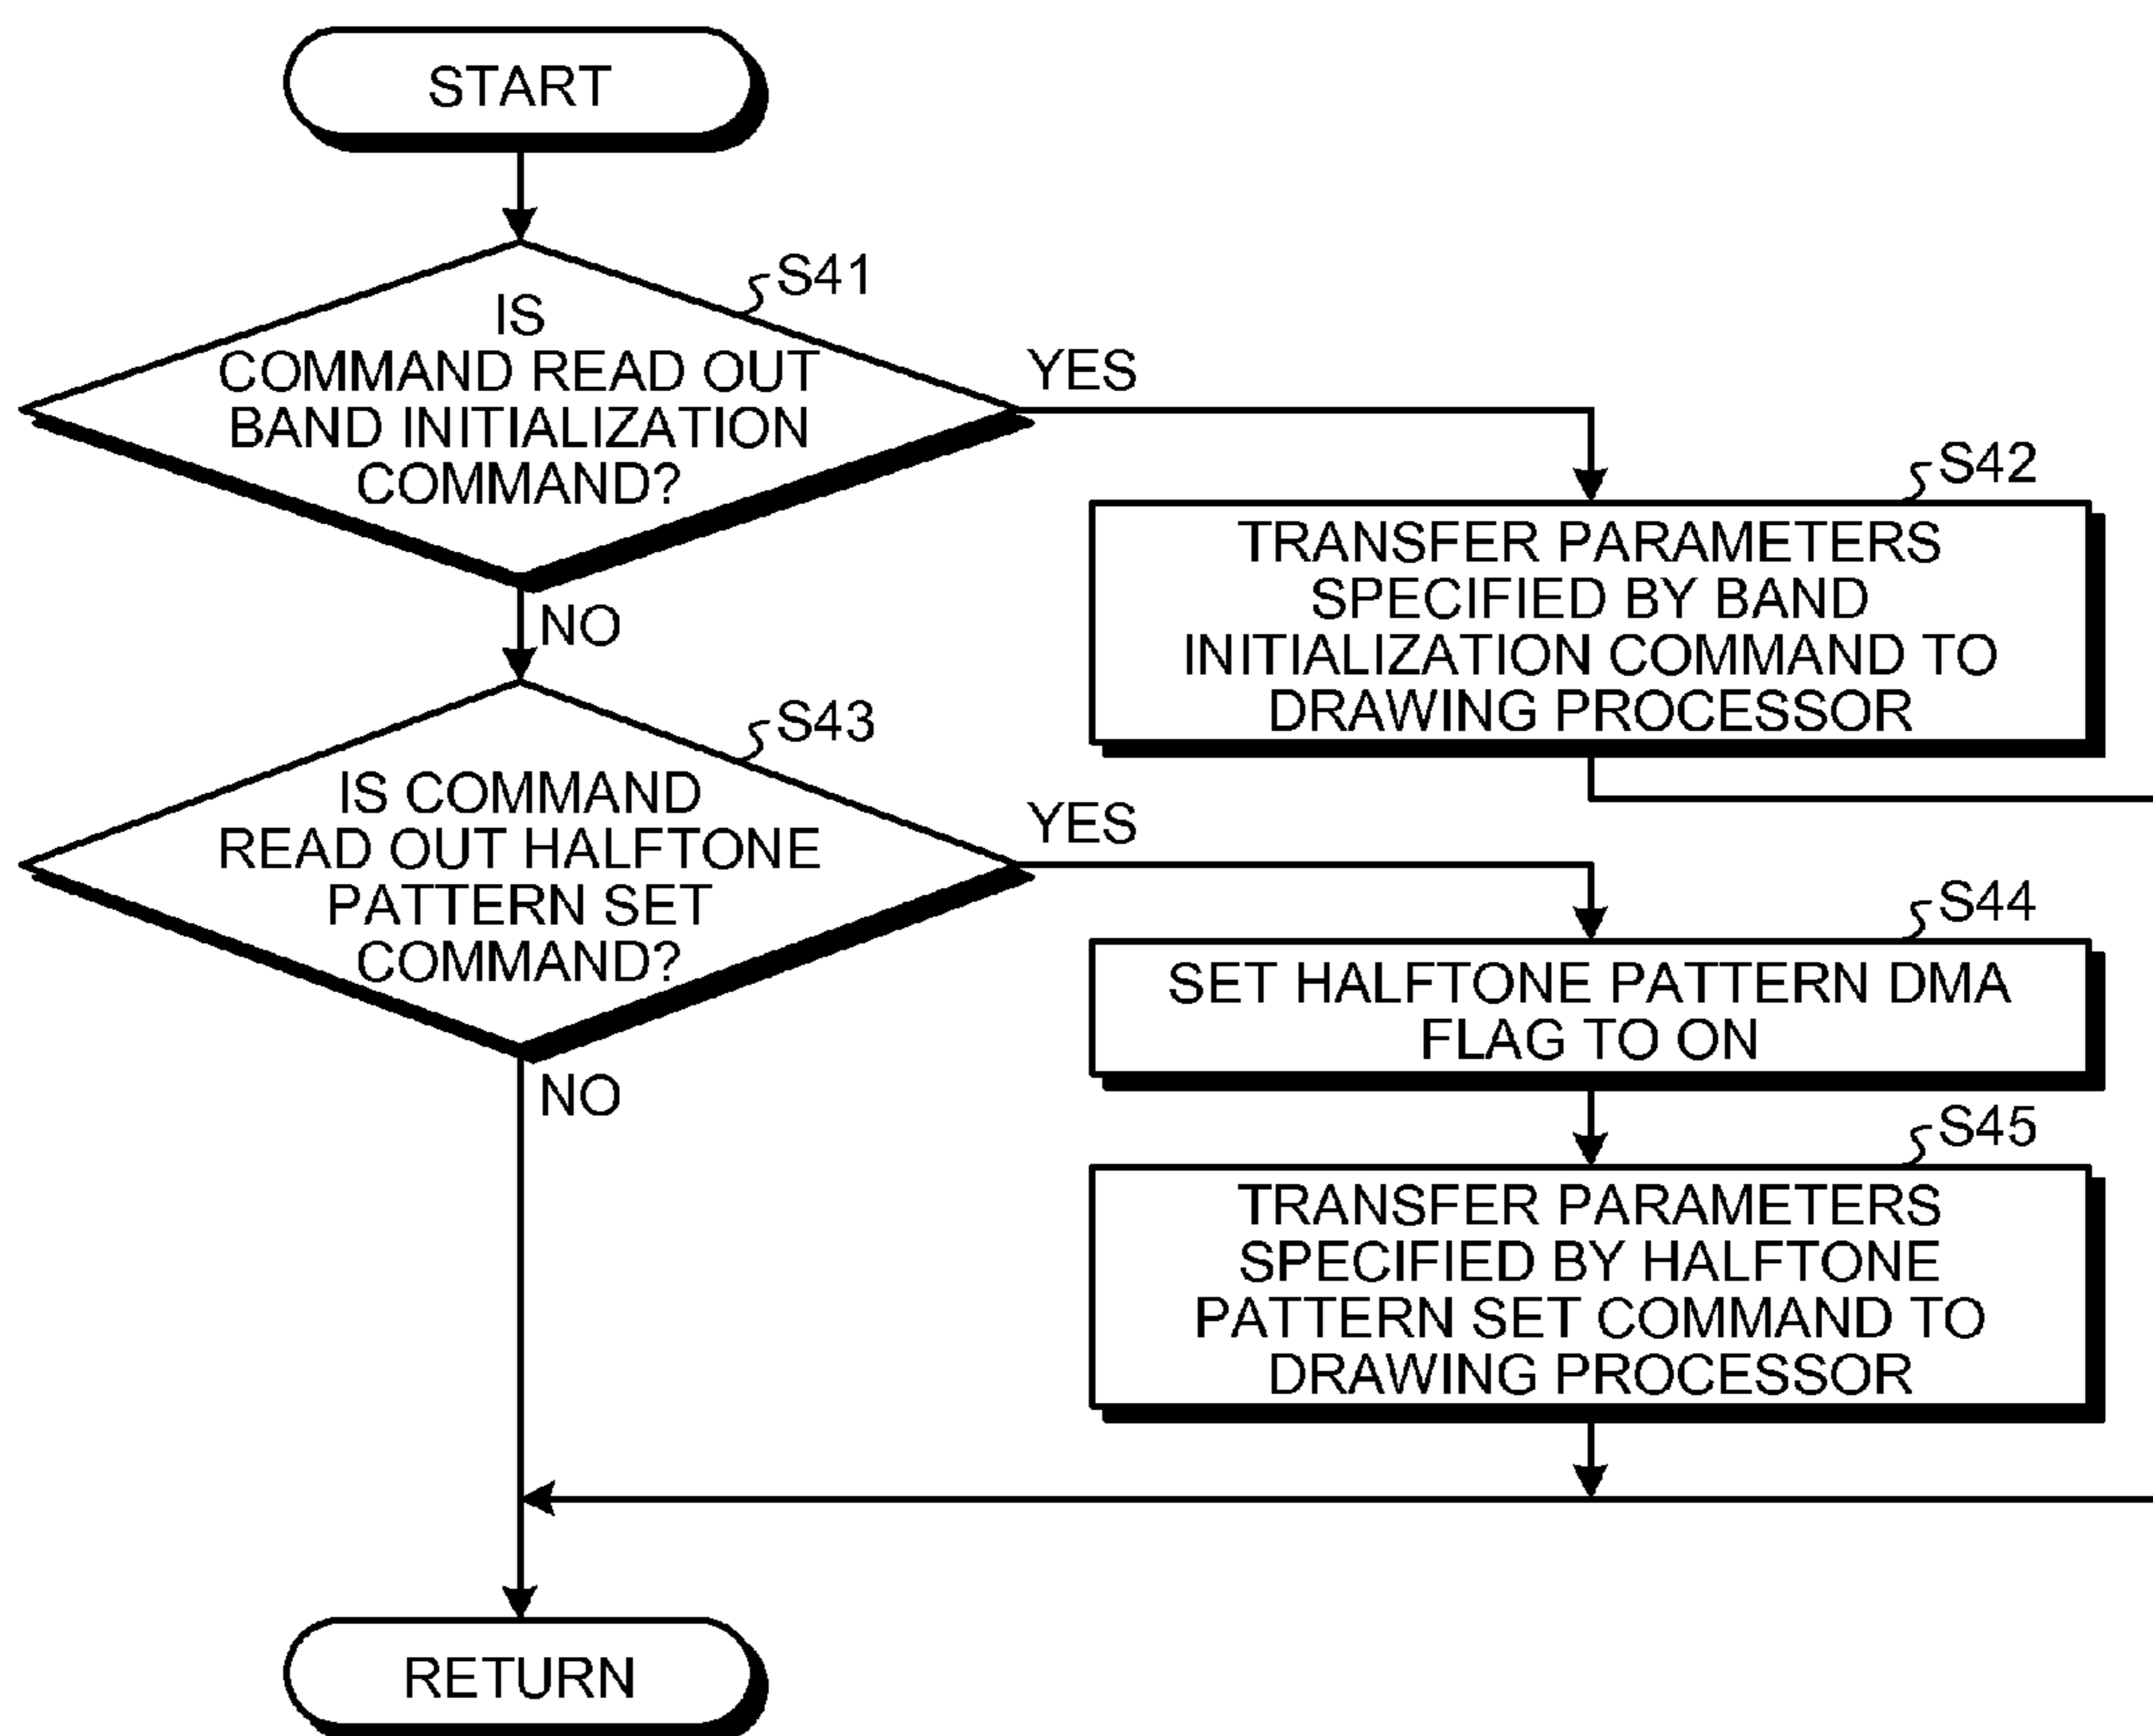 START
S41
IS
COMMAND READ OUT
BAND INITIALIZATION
COMMAND?
YES
NO
S42
TRANSFER PARAMETERS
SPECIFIED BY BAND
INITIALIZATION COMMAND TO
DRAWING PROCESSOR
S43
IS COMMAND
READ OUT HALFTONE
PATTERN SET
COMMAND?
YES
NO
S44
SET HALFTONE PATTERN DMA
FLAG TO ON
S45
TRANSFER PARAMETERS
SPECIFIED BY HALFTONE
PATTERN SET COMMAND TO
DRAWING PROCESSOR
RETURN